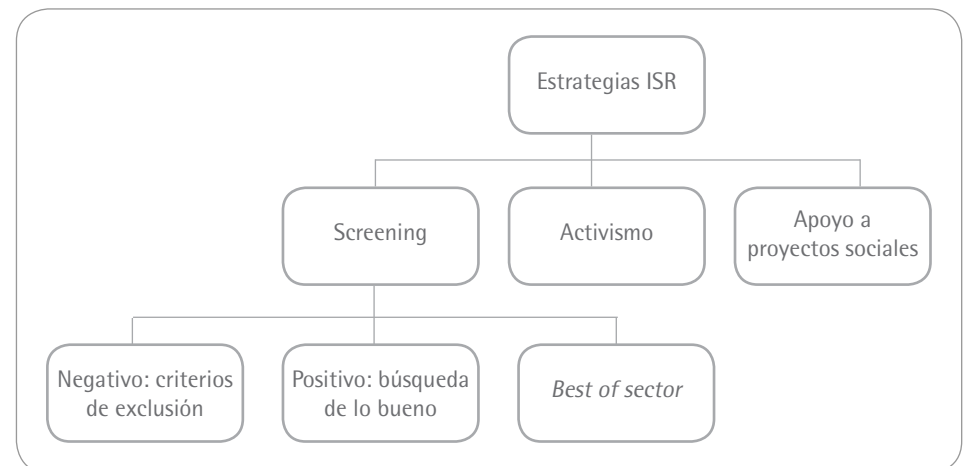 Estrategias ISR
Screening
Activismo
Apoyo a
proyectos sociales
Negativo: criterios
de exclusión
Positivo: búsqueda
de lo bueno
Best of sector